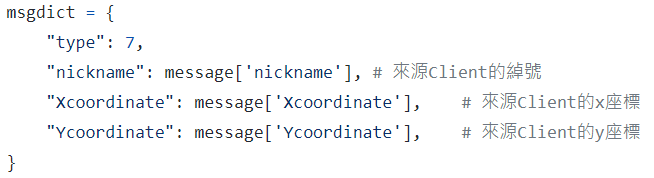 msgdict = {
    "type": 7,
    "nickname": message['nickname'], # 來源Client的綽號
    "Xcoordinate": message['Xcoordinate'],    # 來源Client的x座標
    "Ycoordinate": message['Ycoordinate'],    # 來源Client的y座標
}